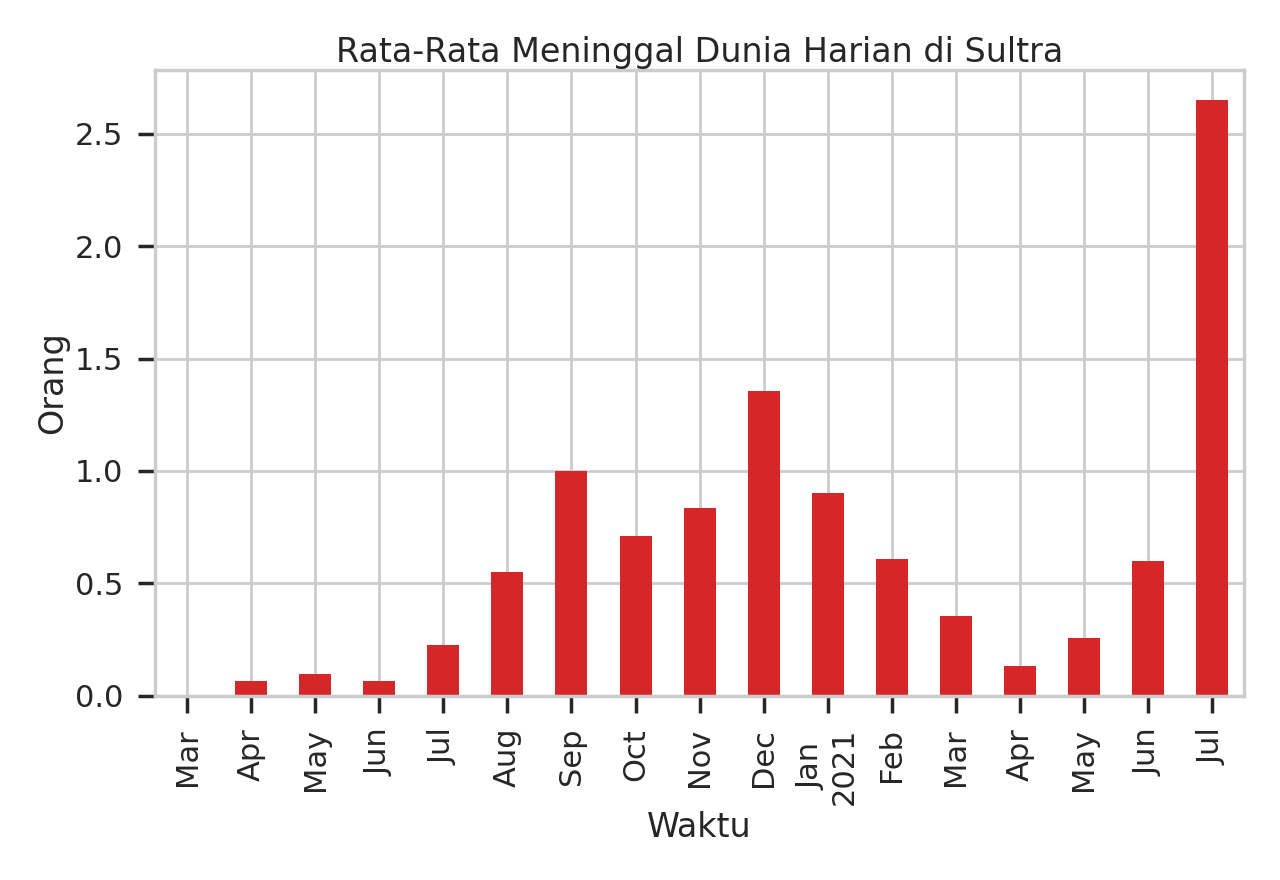 Rata-Rata Meninggal Dunia Harian di Sultra
Orang
2.5
2.0
1.5
1.0
0.5
0.0
Mar
Apr
May
Jun
Jul
Aug
Sep
Oct
Nov
Dec
Jan
2021
Feb
Mar
Apr
May
Jun
Jul
Waktu